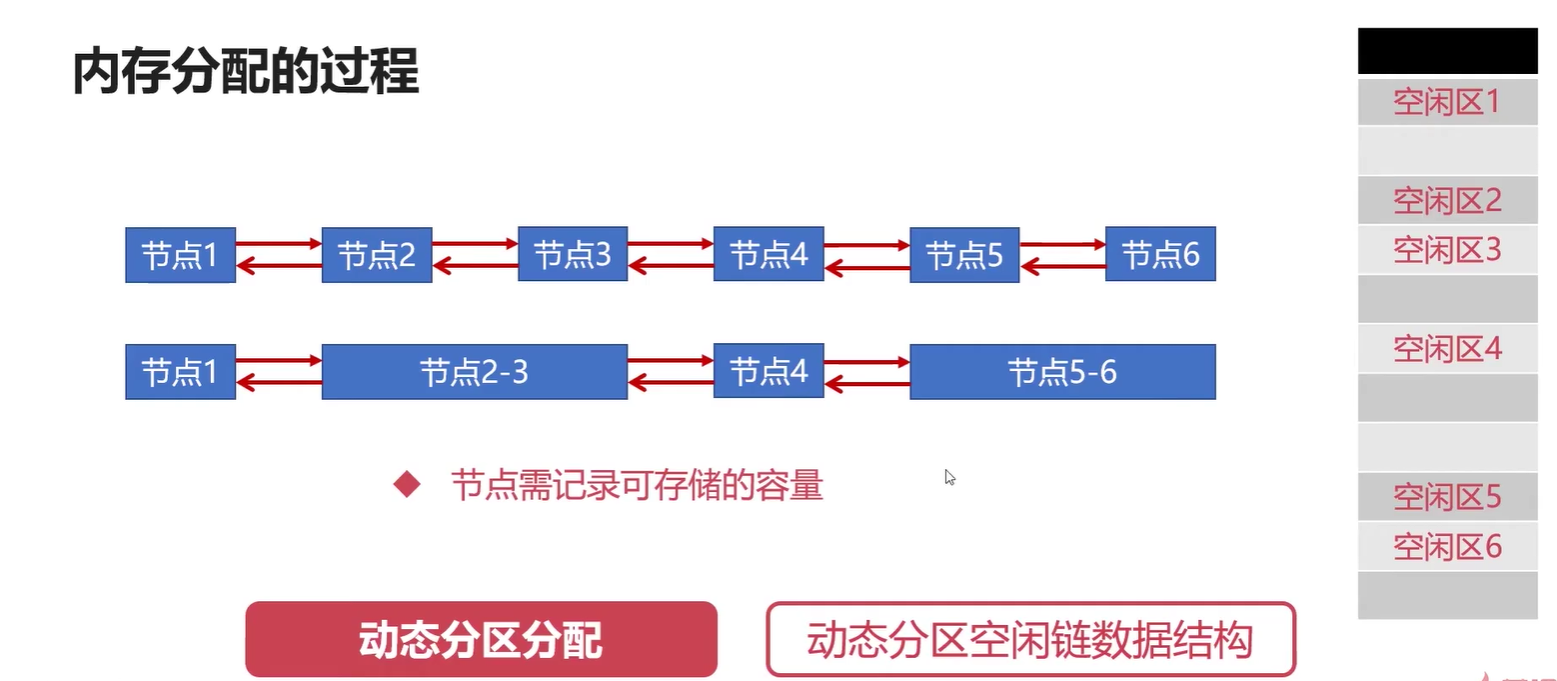 内存分配的过程
空闲区1
空闲区2
空闲区3
空闲区4
空闲区5
空闲区6
节点1
节点2
节点3
节点4
节点5
节点6
节点1
节点2-3
节点4
节点5-6
节点需记录可存储的容量
动态分区分配
动态分区空闲链数据结构